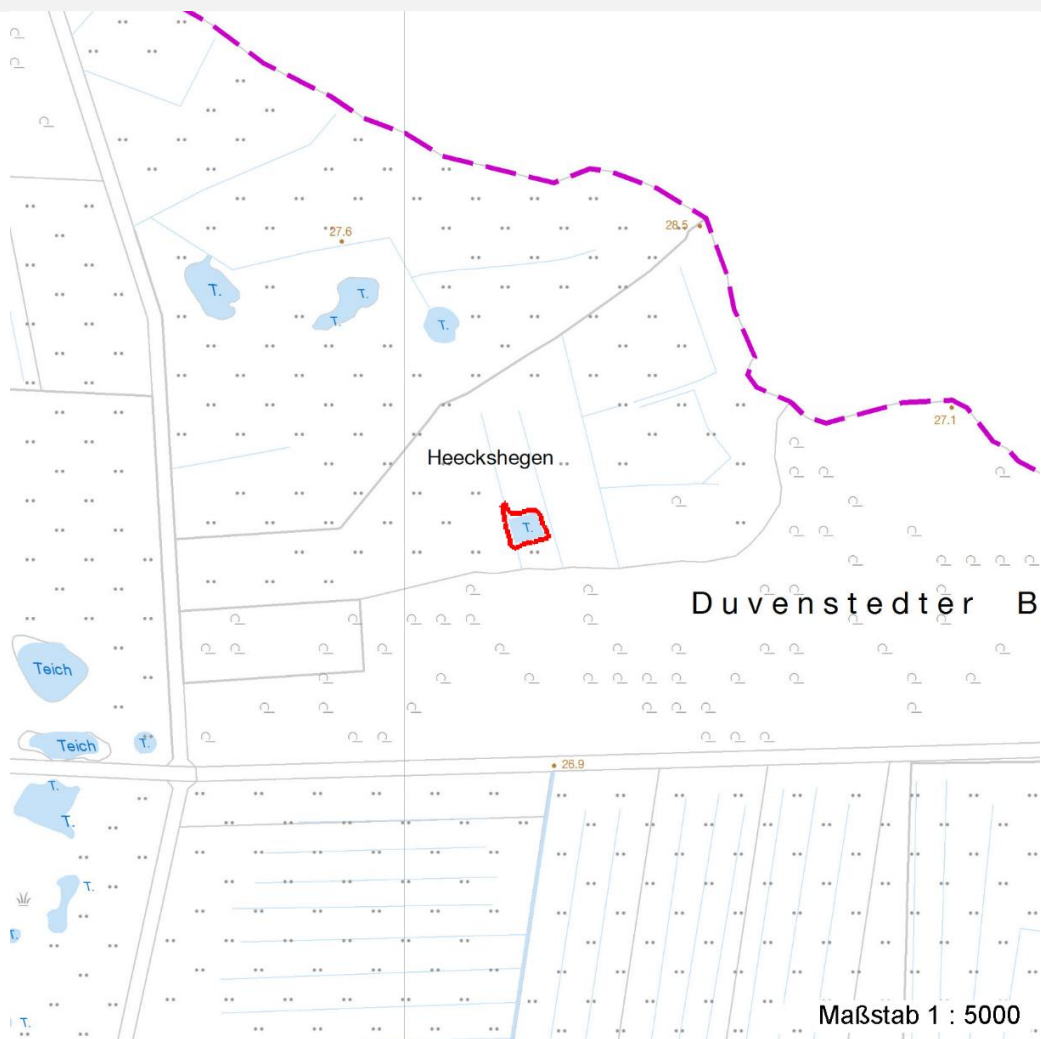 27.6
28.5
T.
T.
T.
T.
27.1
Heeckshegen
T.
Duvenstedter B
Teich
Teich
T.
26.9
T.
T.
T.
T.
T.
Maßstab 1 : 5000